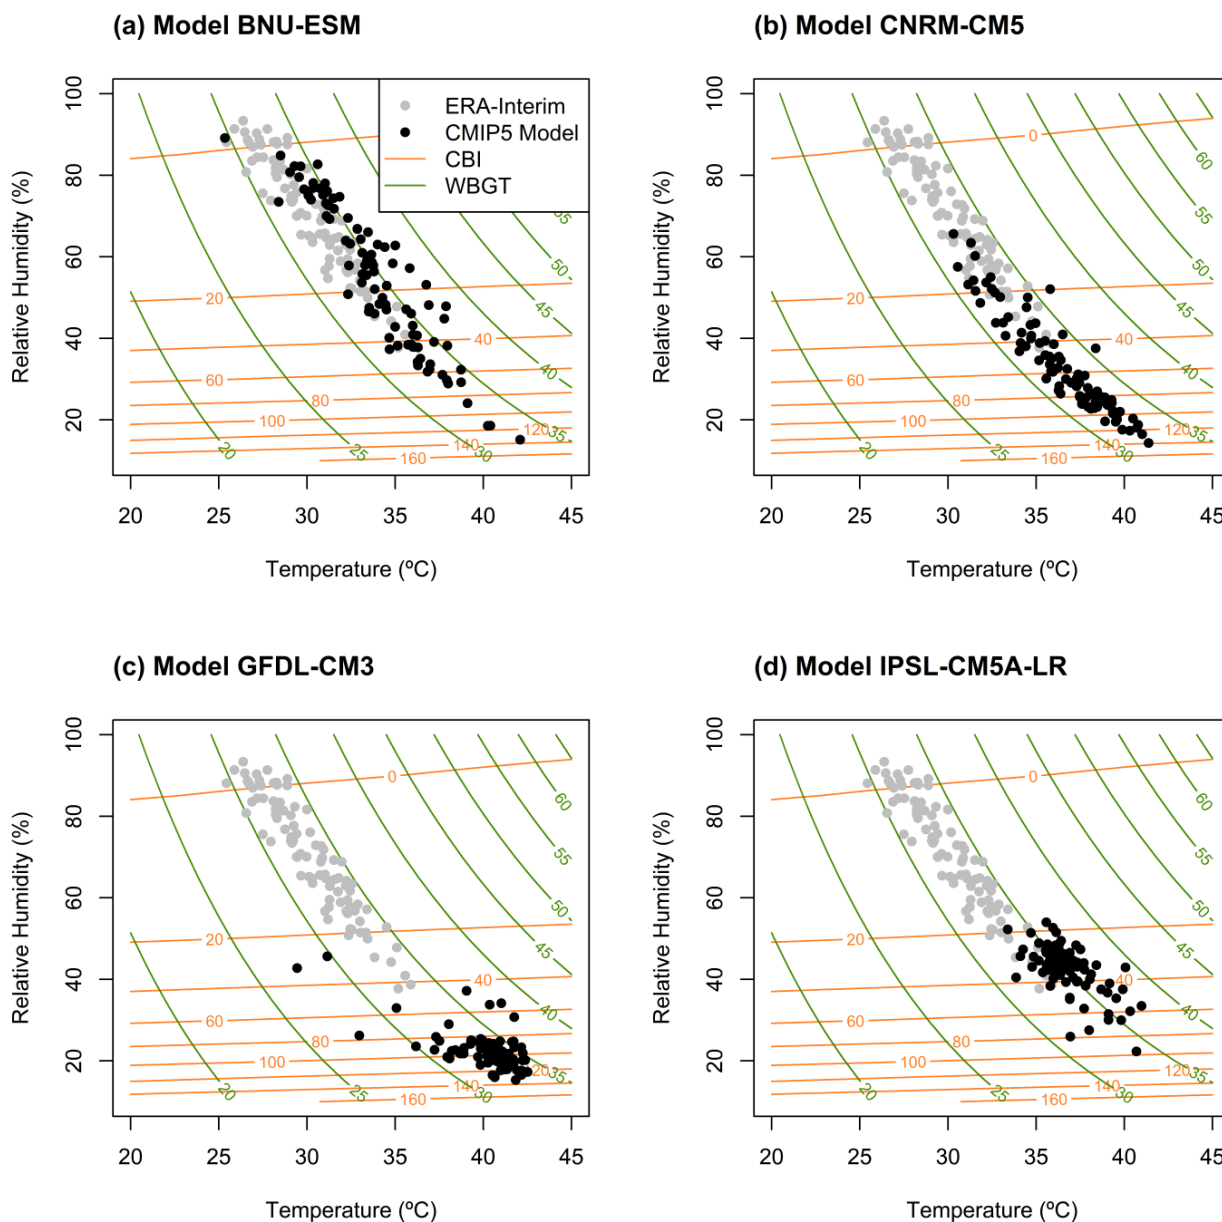 (a) Model BNU-ESM
ERA-Interim
CMIP5 Model
CBI
WBGT
20 40 60 80 100
Relative Humidity (%)
20 25 30 35 40 45
Temperature (ºC)
20 40 60 80 100 120 140 160
20 25 30 35 40 45 50 55
(b) Model CNRM-CM5
20 40 60 80 100
Relative Humidity (%)
20 25 30 35 40 45
Temperature (ºC)
0 20 40 60 80 100 120 140 160
20 25 30 35 40 45 50 55 60
(c) Model GFDL-CM3
20 40 60 80 100
Relative Humidity (%)
20 25 30 35 40 45
Temperature (ºC)
0 20 40 60 80 100 120 140 160
20 25 30 35 40 45 50 55 60
(d) Model IPSL-CM5A-LR
20 40 60 80 100
Relative Humidity (%)
20 25 30 35 40 45
Temperature (ºC)
0 20 40 60 80 100 120 140 160
20 25 30 35 40 45 50 55 60